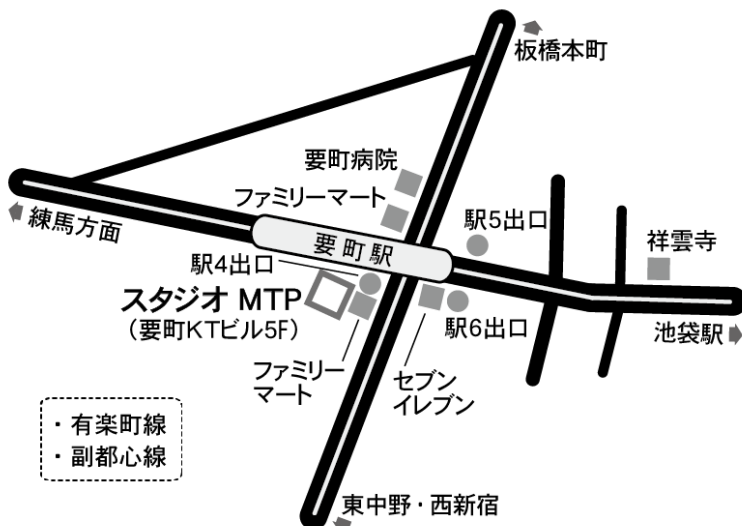 板橋本町
要町病院
ファミリーマート
練馬方面
要町駅
駅5出口
祥雲寺
駅4出口
スタジオ MTP
（要町KTビル5F）
駅6出口
池袋駅
ファミリー
マート
セブン
イレブン
・有楽町線
・副都心線
東中野・西新宿